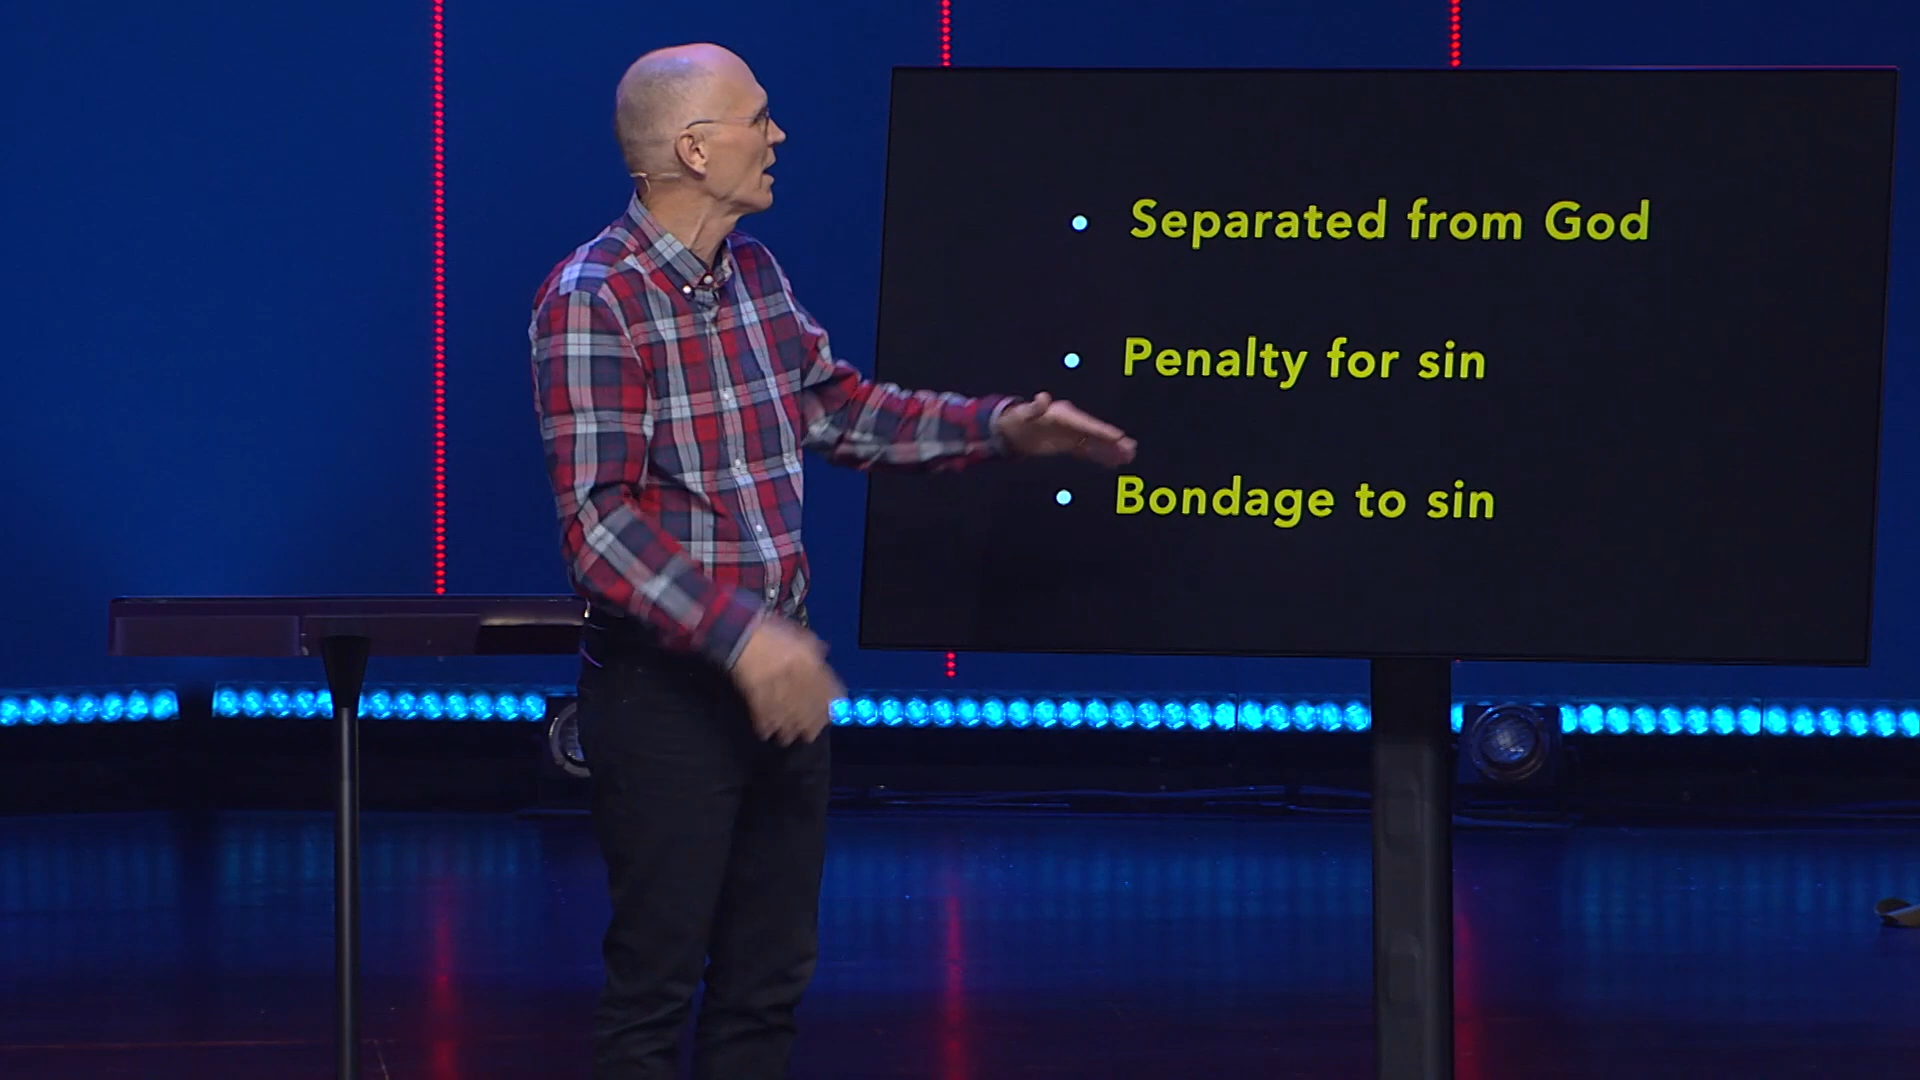 • Separated from God
• Penalty for sin
• Bondage to sin